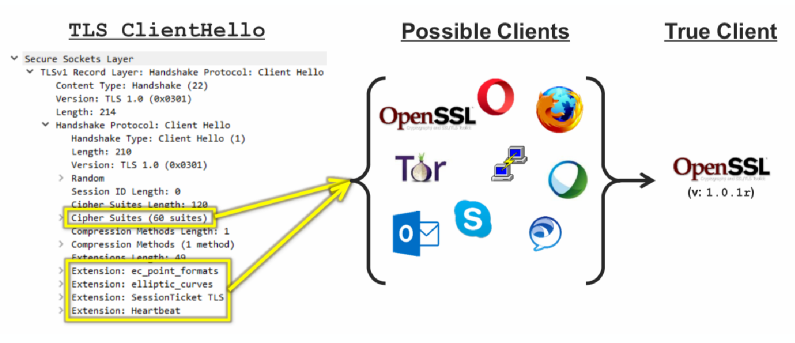 TLS ClientHello
Secure Sockets Layer
TLSv1 Record Layer: Handshake Protocol: Client Hello
Content Type: Handshake (22)
Version: TLS 1.0 (0x0301)
Length: 214
Handshake Protocol: Client Hello
Handshake Type: Client Hello (1)
Length: 210
Version: TLS 1.0 (0x0301)
Random
Session ID Length: 0
Cipher Suites Length: 120
Cipher Suites (60 suites)
Compression Methods Length: 1
Compression Methods (1 method)
Extensions Length: 49
Extension: ec_point_formats
Extension: elliptic_curves
Extension: SessionTicket TLS
Extension: Heartbeat
Possible Clients
OpenSSL
Tor
O
S
True Client
OpenSSL
(v: 1.0.1r)